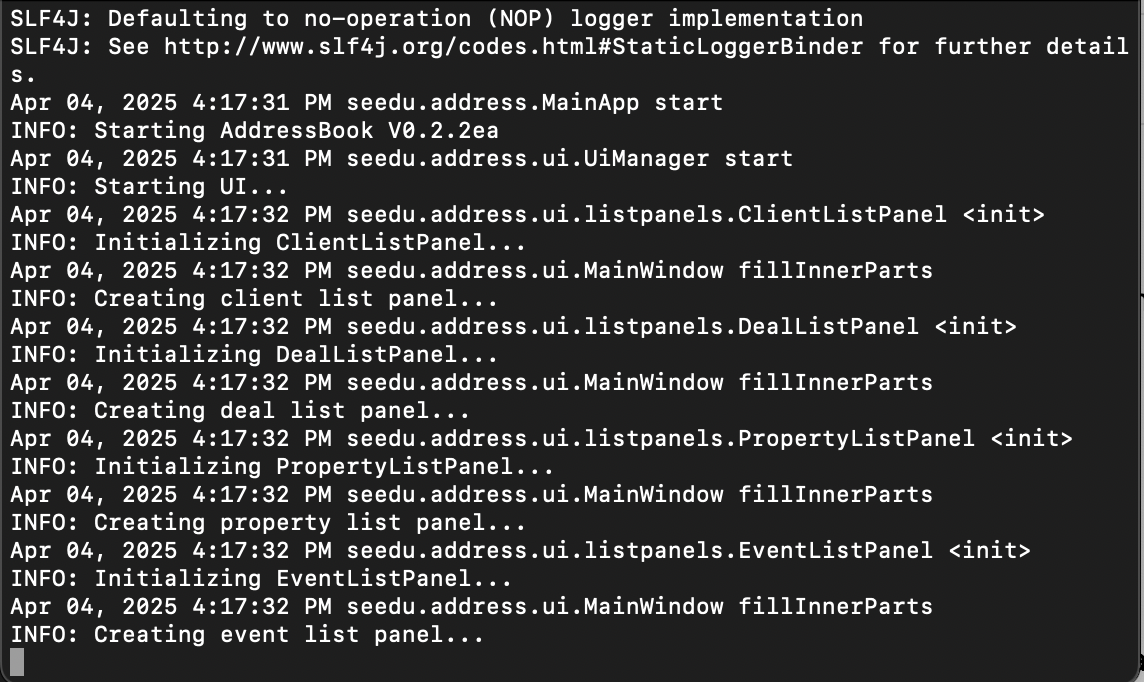 SLF4J: Defaulting to no-operation (NOP) logger implementation
SLF4J: See http://www.slf4j.org/codes.html#StaticLoggerBinder for further detail
s.
Apr 04, 2025 4:17:31 PM seedu.address.MainApp start
INFO: Starting AddressBook V0.2.2ea
Apr 04, 2025 4:17:31 PM seedu.address.ui.UiManager start
INFO: Starting UI...
Apr 04, 2025 4:17:32 PM seedu.address.ui.listpanels.ClientListPanel <init>
INFO: Initializing ClientListPanel...
Apr 04, 2025 4:17:32 PM seedu.address.ui.MainWindow fillInnerParts
INFO: Creating client list panel...
Apr 04, 2025 4:17:32 PM seedu.address.ui.listpanels.DealListPanel <init>
INFO: Initializing DealListPanel...
Apr 04, 2025 4:17:32 PM seedu.address.ui.MainWindow fillInnerParts
INFO: Creating deal list panel...
Apr 04, 2025 4:17:32 PM seedu.address.ui.listpanels.PropertyListPanel <init>
INFO: Initializing PropertyListPanel...
Apr 04, 2025 4:17:32 PM seedu.address.ui.MainWindow fillInnerParts
INFO: Creating property list panel...
Apr 04, 2025 4:17:32 PM seedu.address.ui.listpanels.EventListPanel <init>
INFO: Initializing EventListPanel...
Apr 04, 2025 4:17:32 PM seedu.address.ui.MainWindow fillInnerParts
INFO: Creating event list panel...